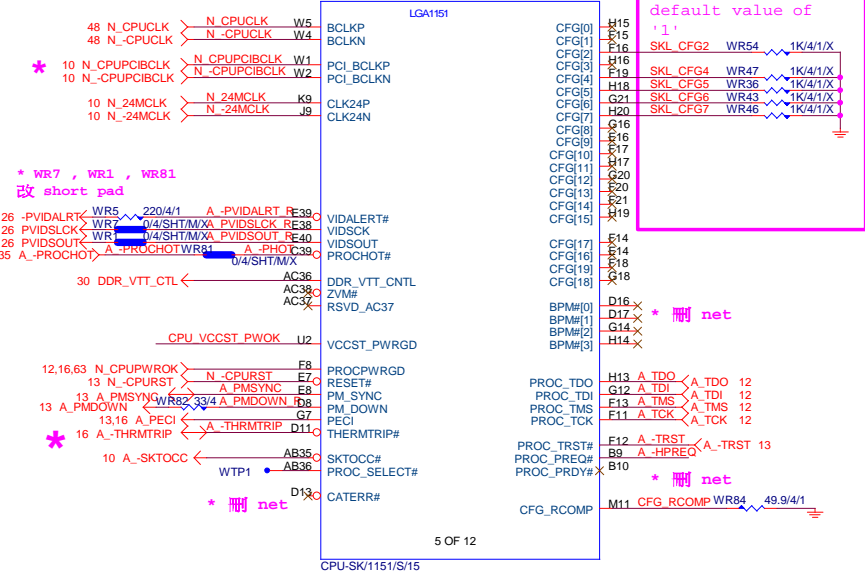 LGA1151
default value of
'1'
48 N_CPUCLK N_CPUCLK W5 BCLKP
48 N_-CPUCLK N_-CPUCLK W4 BCLKN
* 10 N_CPUPCIBCLK N_CPUPCIBCLK W1 PCI_BCLKP
10 N_-CPUPCIBCLK N_-CPUPCIBCLK W2 PCI_BCLKN
10 N_24MCLK N_24MCLK K9 CLK24P
10 N_-24MCLK N_-24MCLK J9 CLK24N
* WR7 , WR1 , WR81
改 short pad
26 -PVIDALRT WR5 220/4/1 A_-PVIDALRT_R E39 VIDALERT#
26 PVIDSLCK WR7 0/4/SHT/M/X A_PVIDSLCK_R E38 VIDSCK
26 PVIDSOUT WR1 0/4/SHT/M/X A_PVIDSOUT_R E40 VIDSOUT
35 A_-PROCHOT A_-PROCHOT WR81 0/4/SHT/M/X A_-PHOT C39 PROCHOT#
30 DDR_VTT_CTL AC36 DDR_VTT_CNTL
AC38 ZVM#
AC37 RSVD_AC37
CPU_VCCST_PWOK U2 VCCST_PWRGD
12,16,63 N_CPUPWROK F8 PROCPWRGD
13 N_-CPURST N_-CPURST E7 RESET#
13 A_PMSYNC A_PMSYNC E8 PM_SYNC
13 A_PMDOWN WR82 33/4 A_PMDOWN_R D8 PM_DOWN
13,16 A_PECI G7 PECI
* 16 A_-THRMTRIP A_-THRMTRIP D11 THERMTRIP#
10 A_-SKTOCC AB35 SKTOCC#
WTP1 AB36 PROC_SELECT#
* 刪 net D13 CATERR#
CFG[0] H15
CFG[1] F15
CFG[2] F16 SKL_CFG2 WR54 1K/4/1/X
CFG[3] H16
CFG[4] F19 SKL_CFG4 WR47 1K/4/1/X
CFG[5] H18 SKL_CFG5 WR36 1K/4/1/X
CFG[6] G21 SKL_CFG6 WR43 1K/4/1/X
CFG[7] H20 SKL_CFG7 WR46 1K/4/1/X
CFG[8] G16
CFG[9] E16
CFG[10] F17
CFG[11] H17
CFG[12] G20
CFG[13] F20
CFG[14] F21
CFG[15] H19
CFG[17] F14
CFG[16] E14
CFG[19] F18
CFG[18] G18
BPM#[0] D16
BPM#[1] D17 * 刪 net
BPM#[2] G14
BPM#[3] H14
PROC_TDO H13 A_TDO A_TDO 12
PROC_TDI G12 A_TDI A_TDI 12
PROC_TMS F13 A_TMS A_TMS 12
PROC_TCK F11 A_TCK A_TCK 12
PROC_TRST# F12 A_-TRST A_-TRST 13
PROC_PREQ# B9 A_-HPREQ
PROC_PRDY# B10
* 刪 net
CFG_RCOMP M11 CFG_RCOMP WR84 49.9/4/1
5 OF 12
CPU-SK/1151/S/15